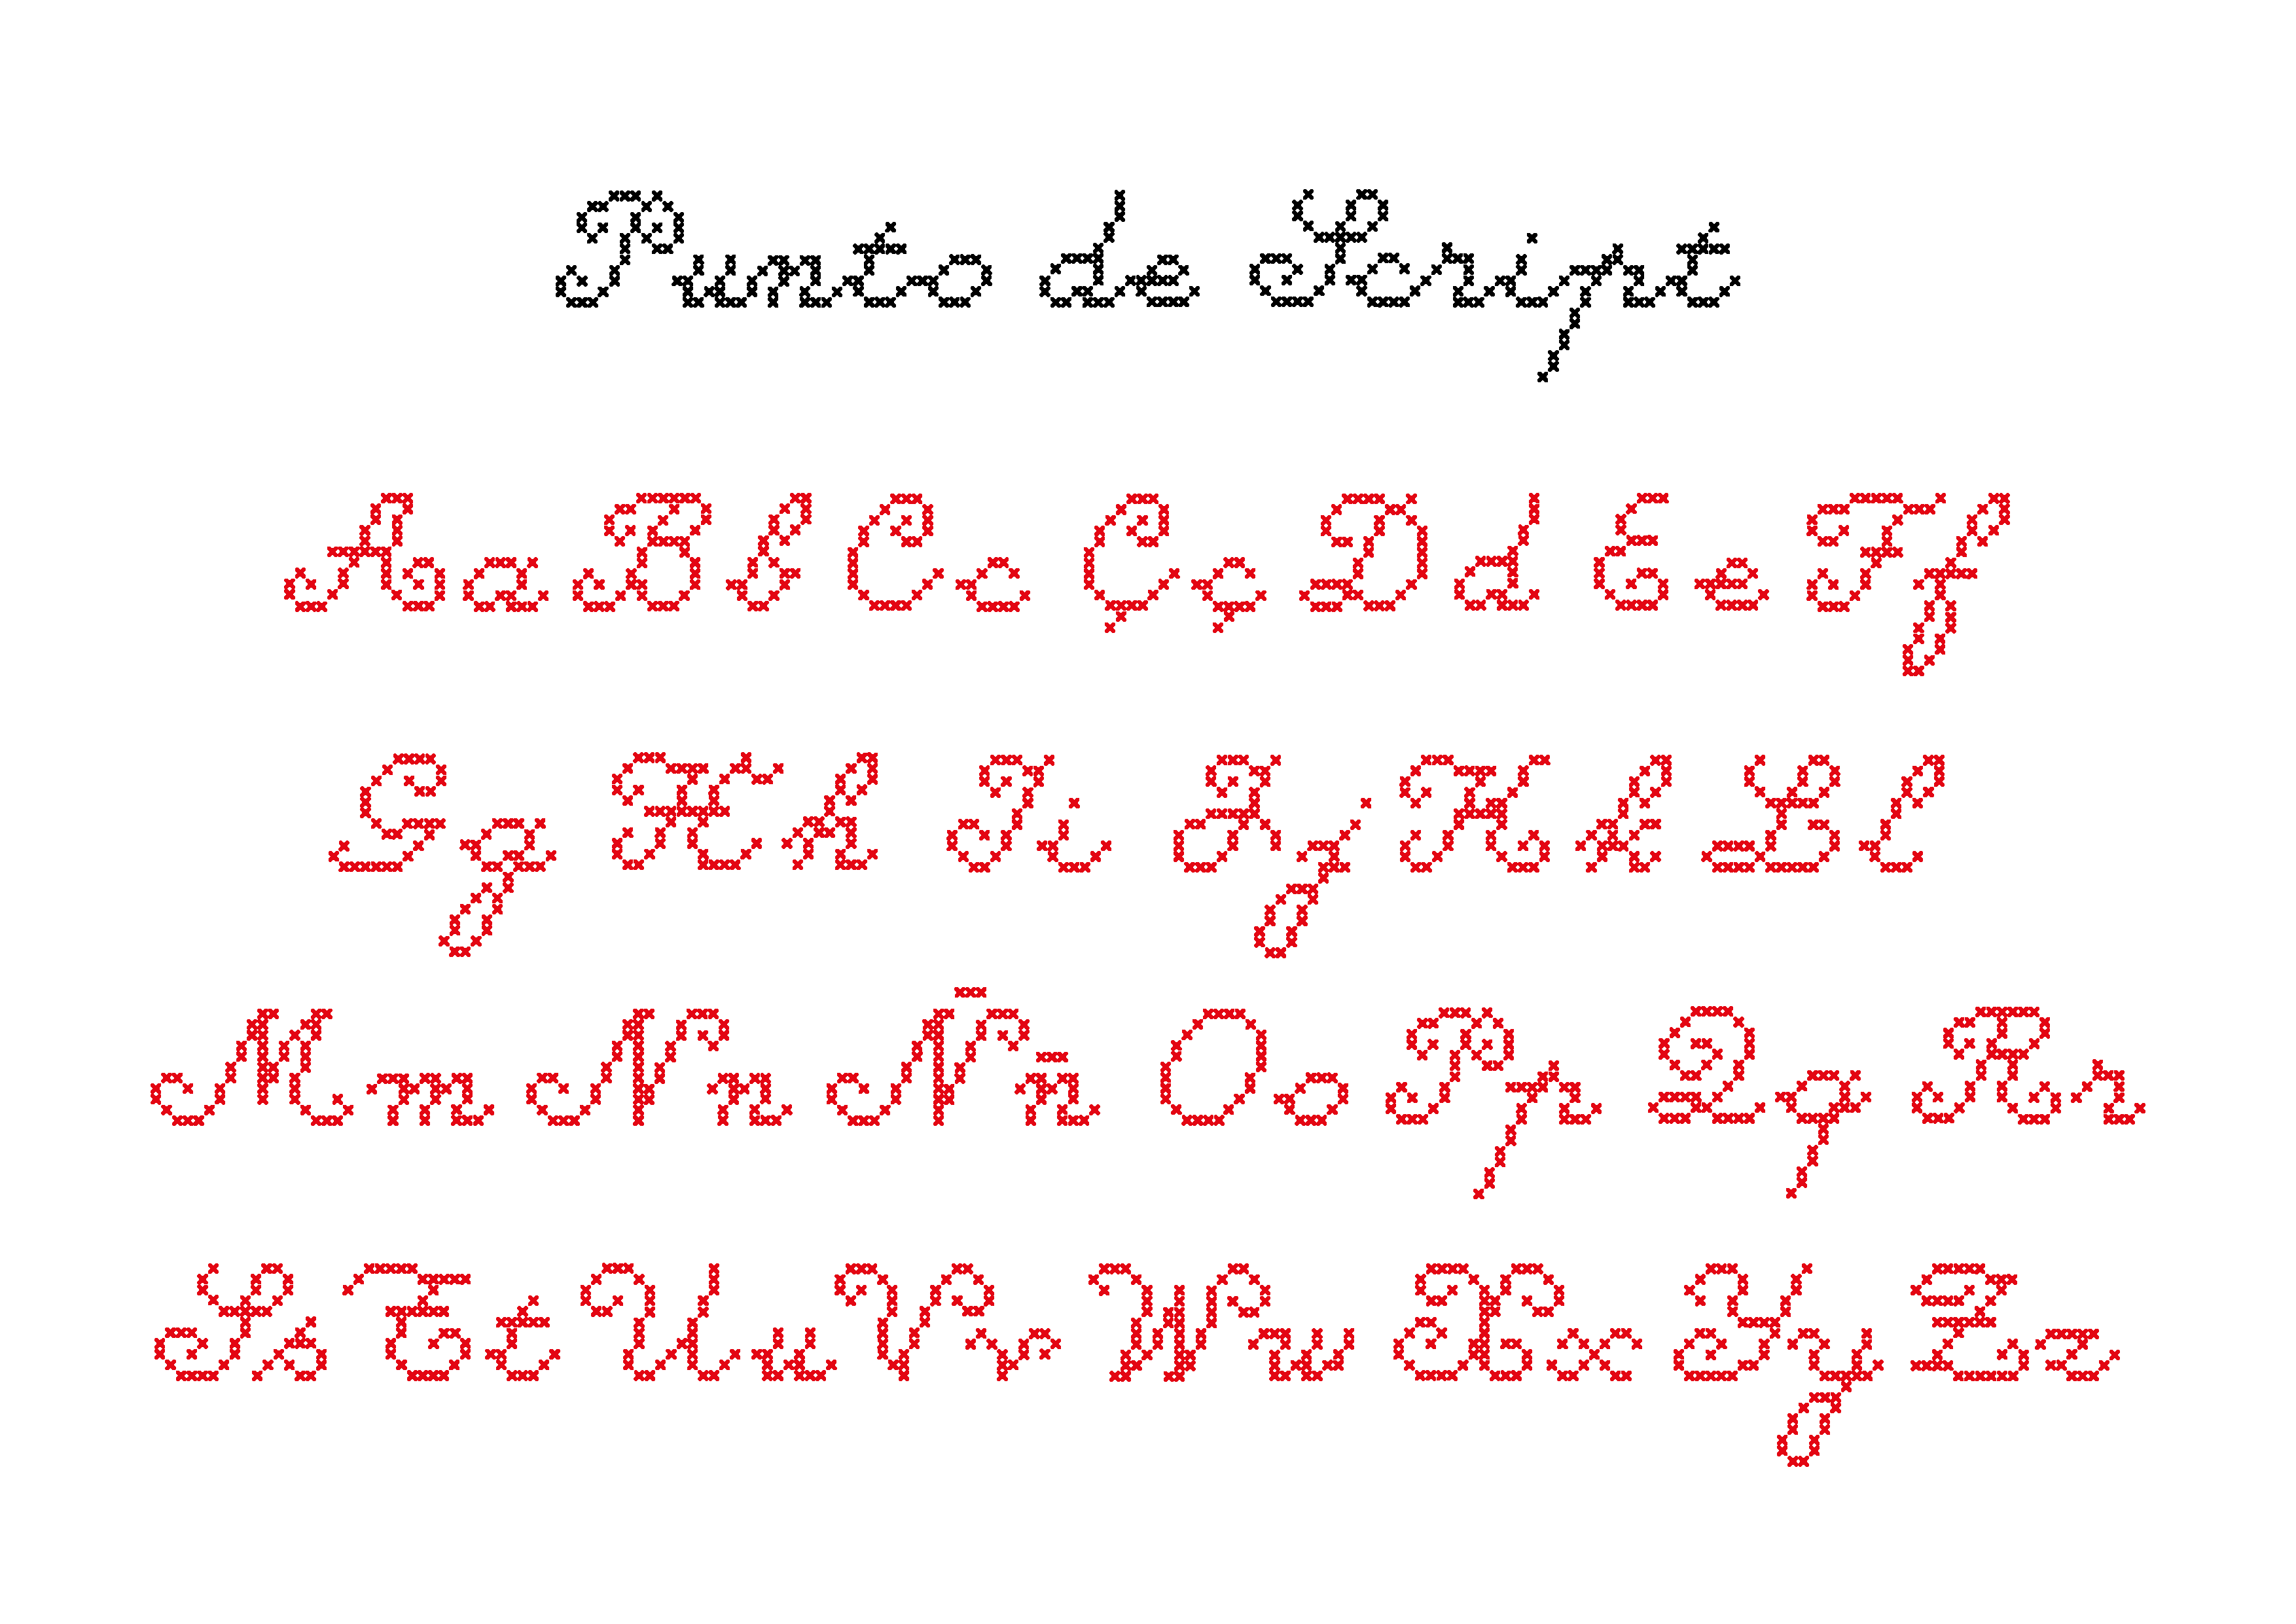 Punto de Script
Aa Bb Cc Çç Dd Ee Ff
Gg Hh Ii Jj Kk Ll
Mm Nn Ññ Oo Pp Qq Rr
Ss Tt Uu Vv Ww Xx Yy Zz